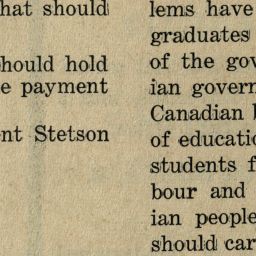 hat should
hould hold
e payment
nt Stetson
lems have
graduates
of the gov
ian govern
Canadian
of educatio
students f
bour and
ian people
should car